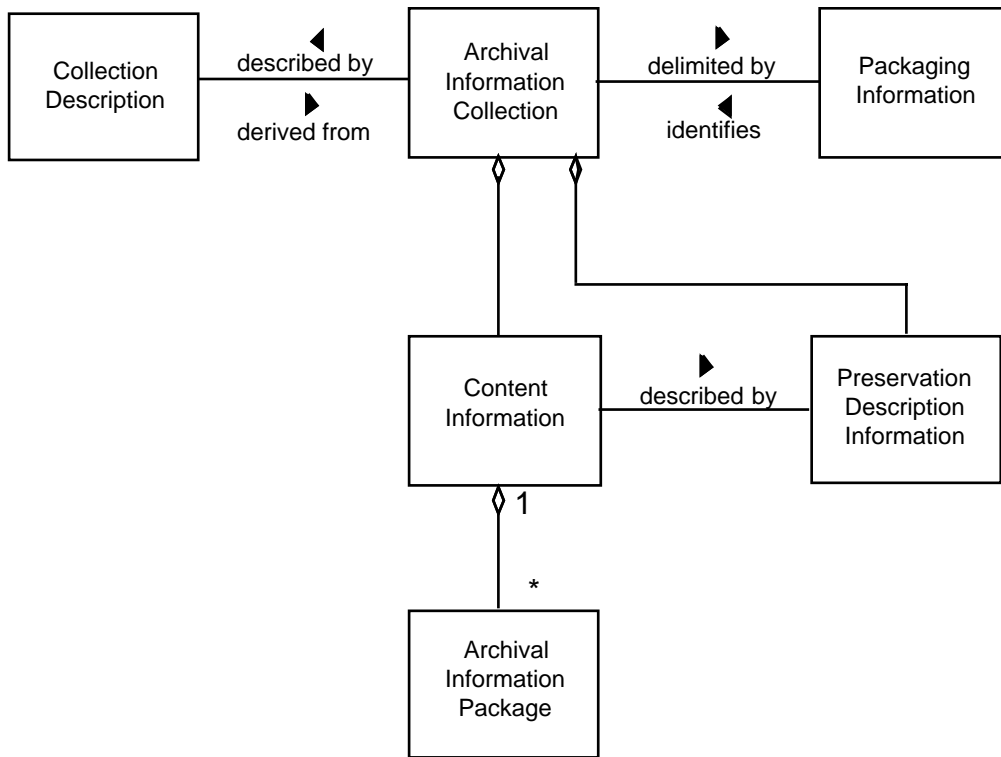 Collection
Description
described by
derived from
Archival
Information
Collection
delimited by
identifies
Packaging
Information
Content
Information
described by
Preservation
Description
Information
1
*
Archival
Information
Package